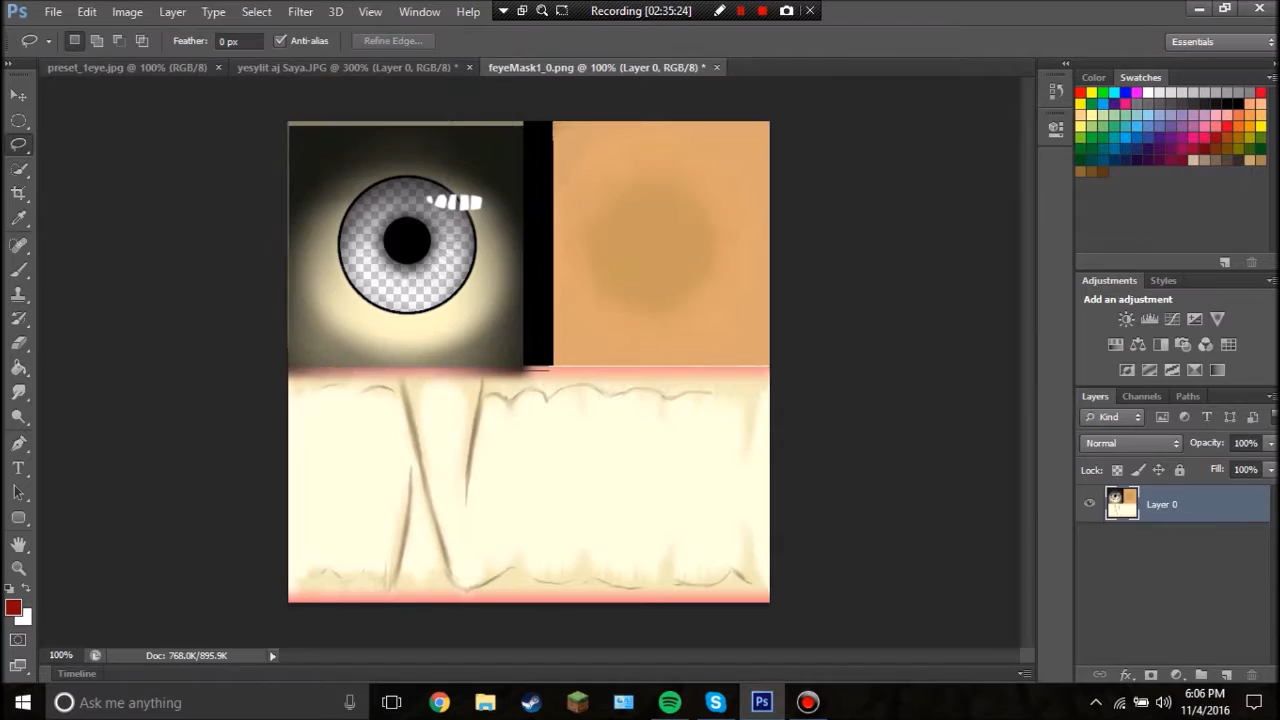 Ps File Edit Image Layer Type Select Filter 3D View Window Help
Recording [02:35:24]
Feather: 0 px Anti-alias Refine Edge... Essentials
preset_1eye.jpg @ 100% (RGB/8) × yesylit aj Saya.JPG @ 300% (Layer 0, RGB/8) * × feyeMask1_0.png @ 100% (Layer 0, RGB/8) * ×
Color Swatches
Adjustments Styles
Add an adjustment
Layers Channels Paths
Kind
Normal Opacity: 100%
Lock: Fill: 100%
Layer 0
T
100% Doc: 768.0K/895.9K
Timeline
Ask me anything
Ps
6:06 PM
11/4/2016